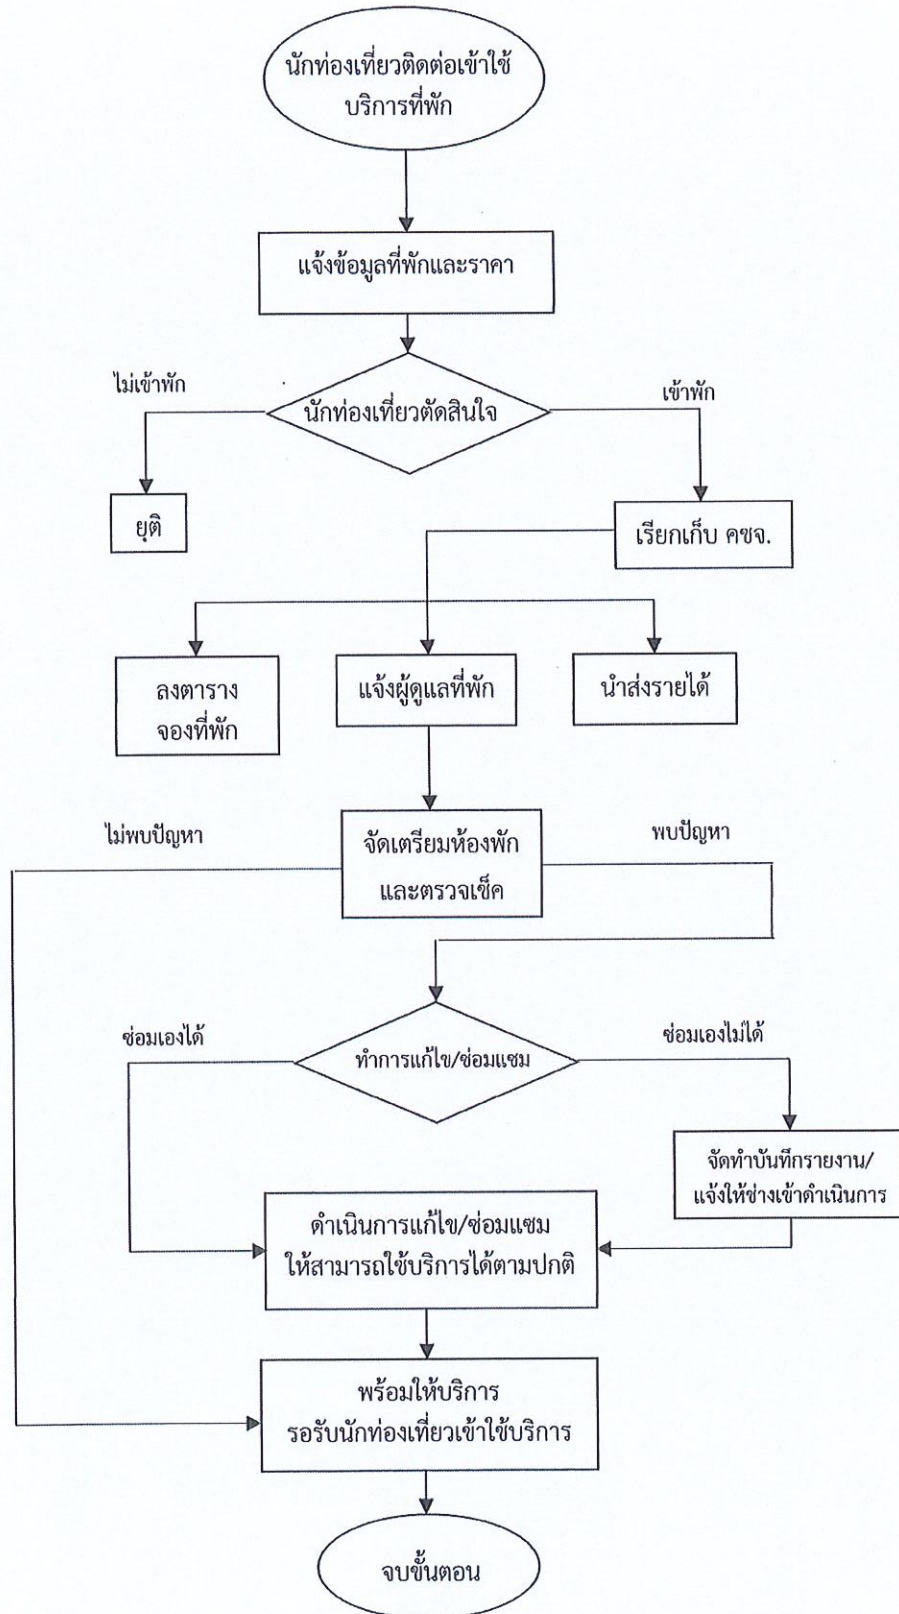 นักท่องเที่ยวติดต่อเข้าใช้
บริการที่พัก
แจ้งข้อมูลที่พักและราคา
ไม่เข้าพัก
เข้าพัก
นักท่องเที่ยวตัดสินใจ
ยุติ
เรียกเก็บ คชจ.
ลงตาราง
จองที่พัก
แจ้งผู้ดูแลที่พัก
นำส่งรายได้
ไม่พบปัญหา
พบปัญหา
จัดเตรียมห้องพัก
และตรวจเช็ค
ซ่อมเองได้
ซ่อมเองไม่ได้
ทำการแก้ไข/ซ่อมแซม
จัดทำบันทึกรายงาน/
แจ้งให้ช่างเข้าดำเนินการ
ดำเนินการแก้ไข/ซ่อมแซม
ให้สามารถใช้บริการได้ตามปกติ
พร้อมให้บริการ
รอรับนักท่องเที่ยวเข้าใช้บริการ
จบขั้นตอน